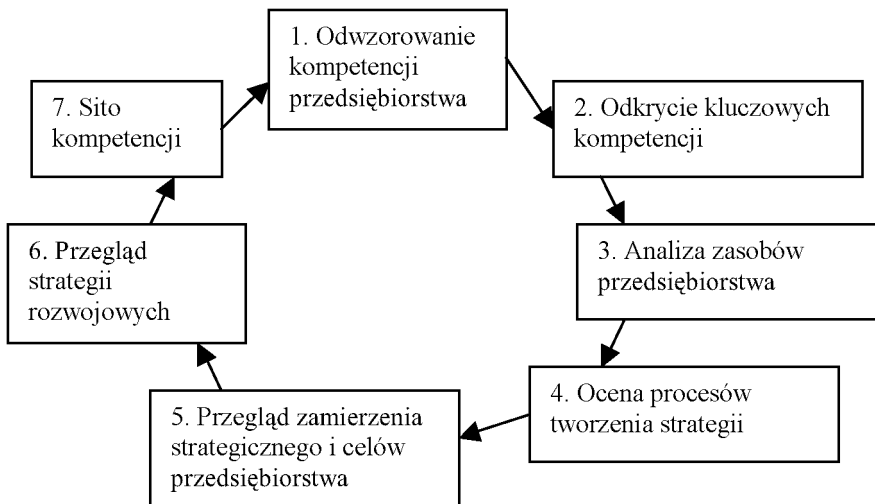 1. Odwzorowanie
kompetencji
przedsiębiorstwa
2. Odkrycie kluczowych
kompetencji
3. Analiza zasobów
przedsiębiorstwa
4. Ocena procesów
tworzenia strategii
5. Przegląd zamierzenia
strategicznego i celów
przedsiębiorstwa
6. Przegląd
strategii
rozwojowych
7. Sito
kompetencji